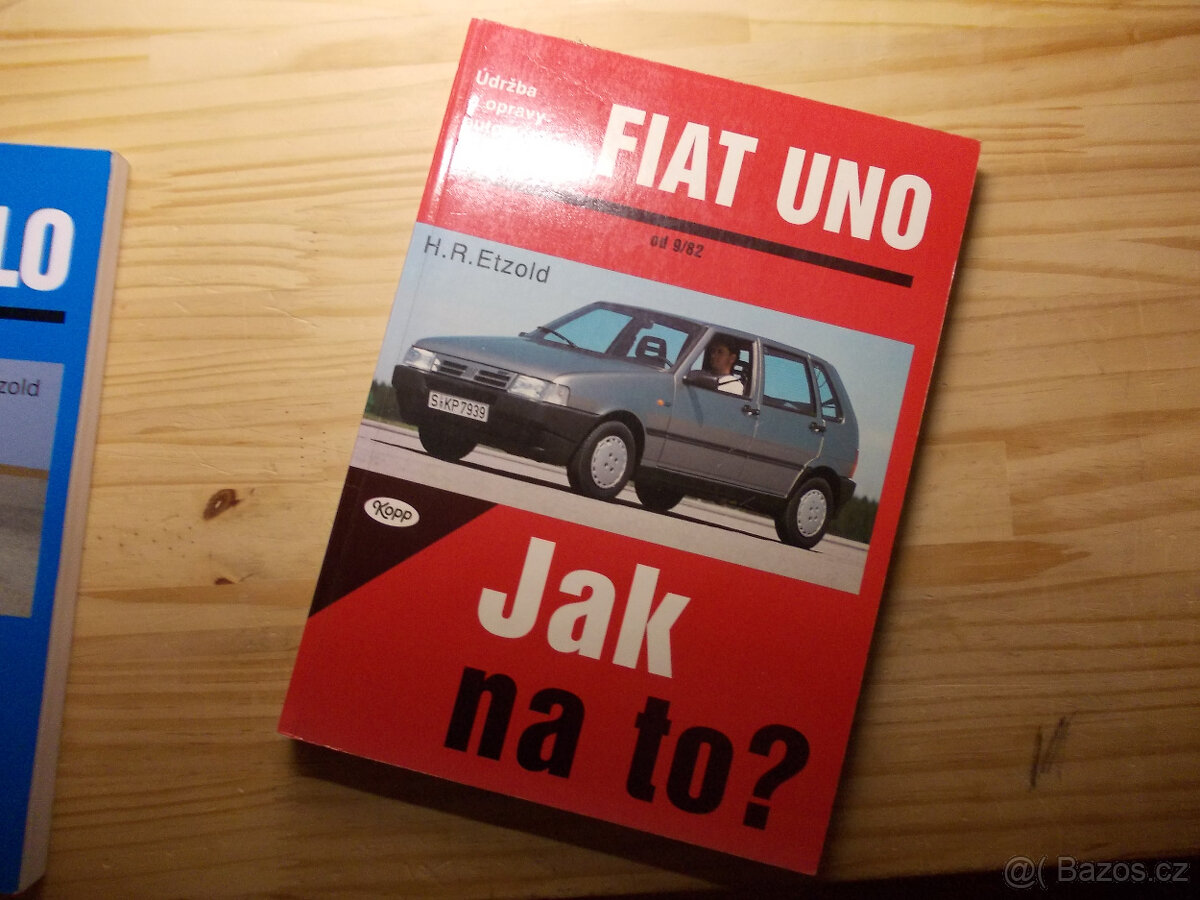 LO
zold
Údržba
a opravy
FIAT UNO
od 9/82
H.R.Etzold
S KP 7939
Kopp
Jak
na to?
@( Bazos.cz